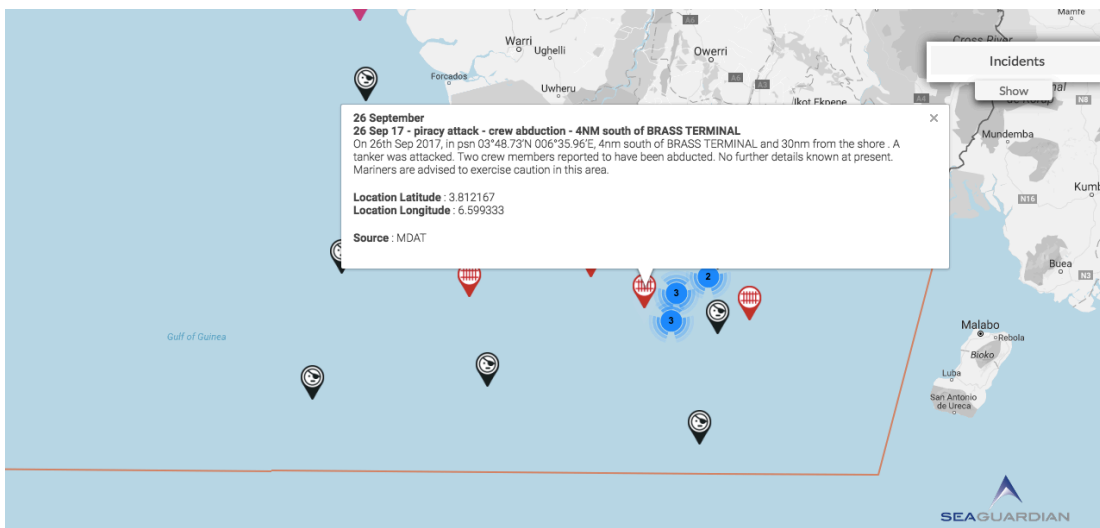 Mamfe
Cross River
Warri
Ughelli
Owerri
Incidents
A6
A6
A3
A4
Forcados
Uwheru
Show
N8
Ikot Ekpene
26 September
×
26 Sep 17 - piracy attack - crew abduction - 4NM south of BRASS TERMINAL
On 26th Sep 2017, in psn 03°48.73'N 006°35.96'E, 4nm south of BRASS TERMINAL and 30nm from the shore . A
tanker was attacked. Two crew members reported to have been abducted. No further details known at present.
Mariners are advised to exercise caution in this area.
Location Latitude : 3.812167
Location Longitude : 6.599333
Source : MDAT
Mundemba
Kumb
N16
Buea
N3
2
3
3
Gulf of Guinea
Malabo
Rebola
Bioko
Luba
San Antonio
de Ureca
SEAGUARDIAN